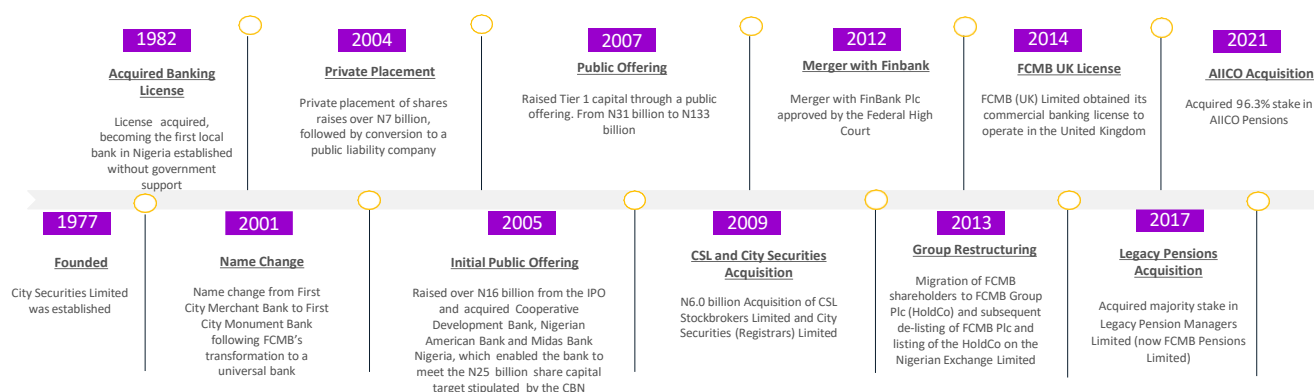 1982
Acquired Banking
License
License acquired,
becoming the first local
bank in Nigeria established
without government
support
2004
Private Placement
Private placement of shares
raises over N7 billion,
followed by conversion to a
public liability company
2007
Public Offering
Raised Tier 1 capital through a public
offering. From N31 billion to N133
billion
2012
Merger with Finbank
Merger with FinBank Plc
approved by the Federal High
Court
2014
FCMB UK License
FCMB (UK) Limited obtained its
commercial banking license to
operate in the United Kingdom
2021
AIICO Acquisition
Acquired 96.3% stake in
AIICO Pensions
1977
Founded
City Securities Limited
was established
2001
Name Change
Name change from First
City Merchant Bank to First
City Monument Bank
following FCMB's
transformation to a
universal bank
2005
Initial Public Offering
Raised over N16 billion from the IPO
and acquired Cooperative
Development Bank, Nigerian
American Bank and Midas Bank
Nigeria, which enabled the bank to
meet the N25 billion share capital
target stipulated by the CBN
2009
CSL and City Securities
Acquisition
N6.0 billion Acquisition of CSL
Stockbrokers Limited and City
Securities (Registrars) Limited
2013
Group Restructuring
Migration of FCMB
shareholders to FCMB Group
Plc (HoldCo) and subsequent
de-listing of FCMB Plc and
listing of the HoldCo on the
Nigerian Exchange Limited
2017
Legacy Pensions
Acquisition
Acquired majority stake in
Legacy Pension Managers
Limited (now FCMB Pensions
Limited)